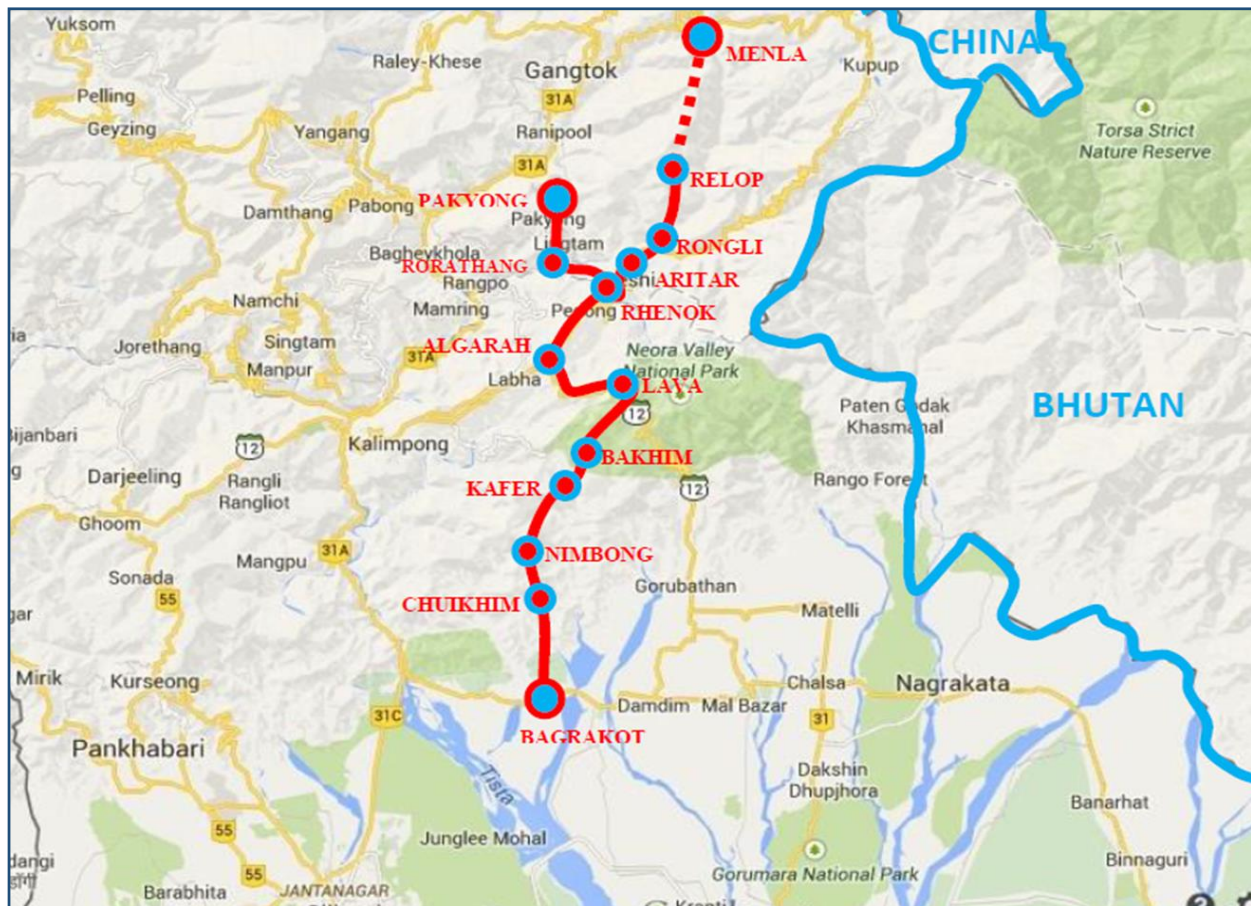 Yuksom
CHINA
MENLA
Raley-Khese
Gangtok
Kupup
Pelling
31A
Geyzing
Yangang
Ranipool
Torsa Strict
Nature Reserve
31A
RELOP
PAKYONG
Damthang
Pabong
Pakyong
RONGLI
Lingtam
Bagheykhola
RORATHANG
ARITAR
Rangpo
Namchi
Mamring
RHENOK
Jorethang
Singtam
ALGARAH
Neora Valley
National Park
31A
Manpur
Labha
LAVA
12
Paten Godak
Khasmahal
BHUTAN
Bijanbari
12
Kalimpong
BAKHIM
Darjeeling
Rangli
Rangliot
KAFER
12
Rango Forest
Ghoom
31A
Mangpu
NIMBONG
Sonada
55
Gorubathan
CHUIKHIM
Matelli
Mirik
Kurseong
Chalsa
Nagrakata
Damdim
Mal Bazar
31C
31
BAGRAKOT
Pankhabari
Tista
Dakshin
Dhupjhora
Banarhat
55
Junglee Mohal
Binnaguri
55
Gorumara National Park
Barabhita
JANTANAGAR